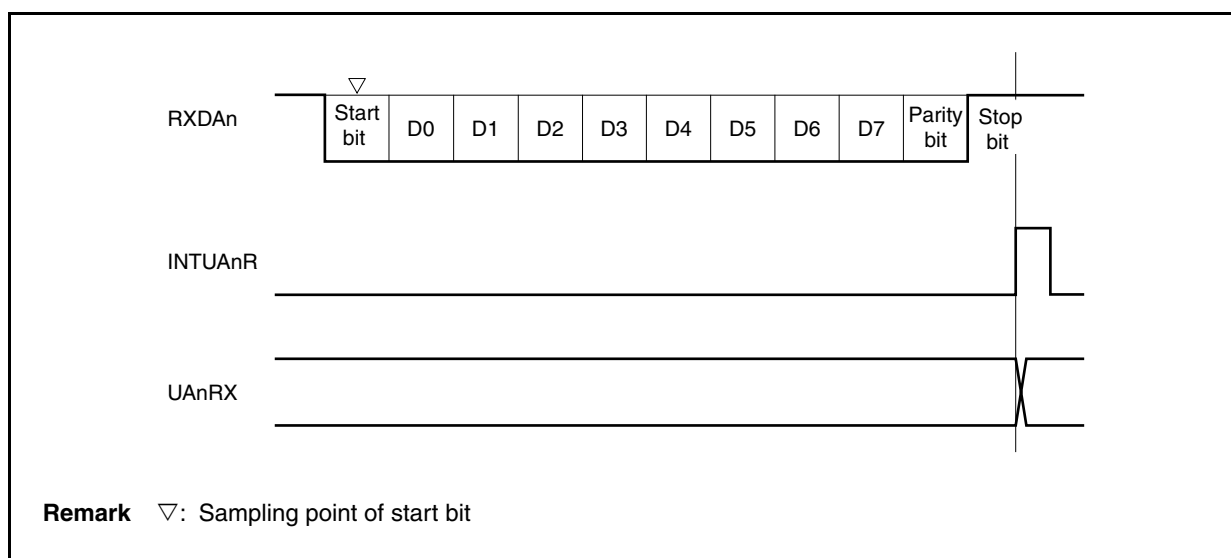 RXDAn
Start bit
D0
D1
D2
D3
D4
D5
D6
D7
Parity bit
Stop bit
INTUAnR
UAnRX
Remark ▽: Sampling point of start bit